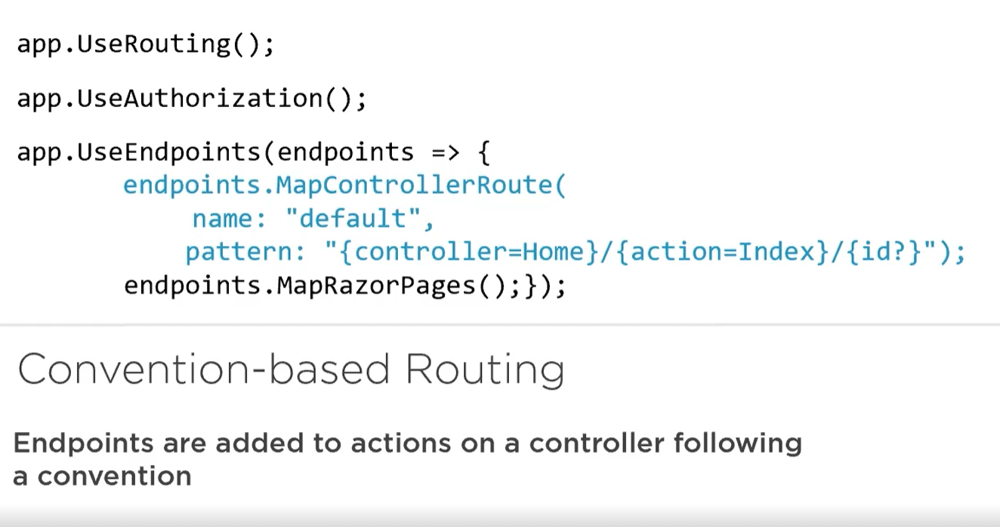 app.UseRouting();
app.UseAuthorization();
app.UseEndpoints(endpoints => {
endpoints.MapControllerRoute(
name: "default",
pattern: "{controller=Home}/{action=Index}/{id?}");
endpoints.MapRazorPages();});
Convention-based Routing
Endpoints are added to actions on a controller following
a convention